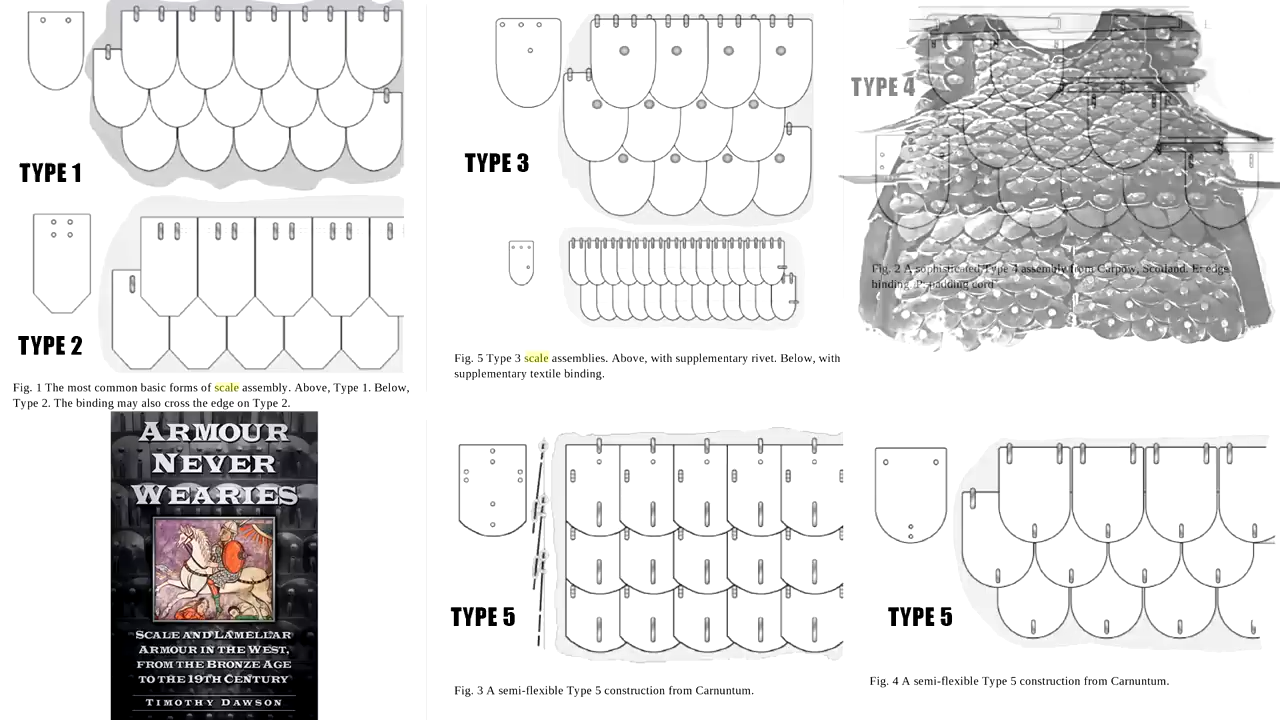 TYPE 1
TYPE 2
Fig. 1 The most common basic forms of scale assembly. Above, Type 1. Below,
Type 2. The binding may also cross the edge on Type 2.
TYPE 3
Fig. 5 Type 3 scale assemblies. Above, with supplementary rivet. Below, with
supplementary textile binding.
TYPE 4
Fig. 2 A sophisticated Type 4 assembly from Carpow, Scotland. E: edge
binding. P: padding cord
ARMOUR
NEVER
WEARIES
SCALE AND LAMELLAR
ARMOUR IN THE WEST,
FROM THE BRONZE AGE
TO THE 19TH CENTURY
TIMOTHY DAWSON
TYPE 5
Fig. 3 A semi-flexible Type 5 construction from Carnuntum.
TYPE 5
Fig. 4 A semi-flexible Type 5 construction from Carnuntum.